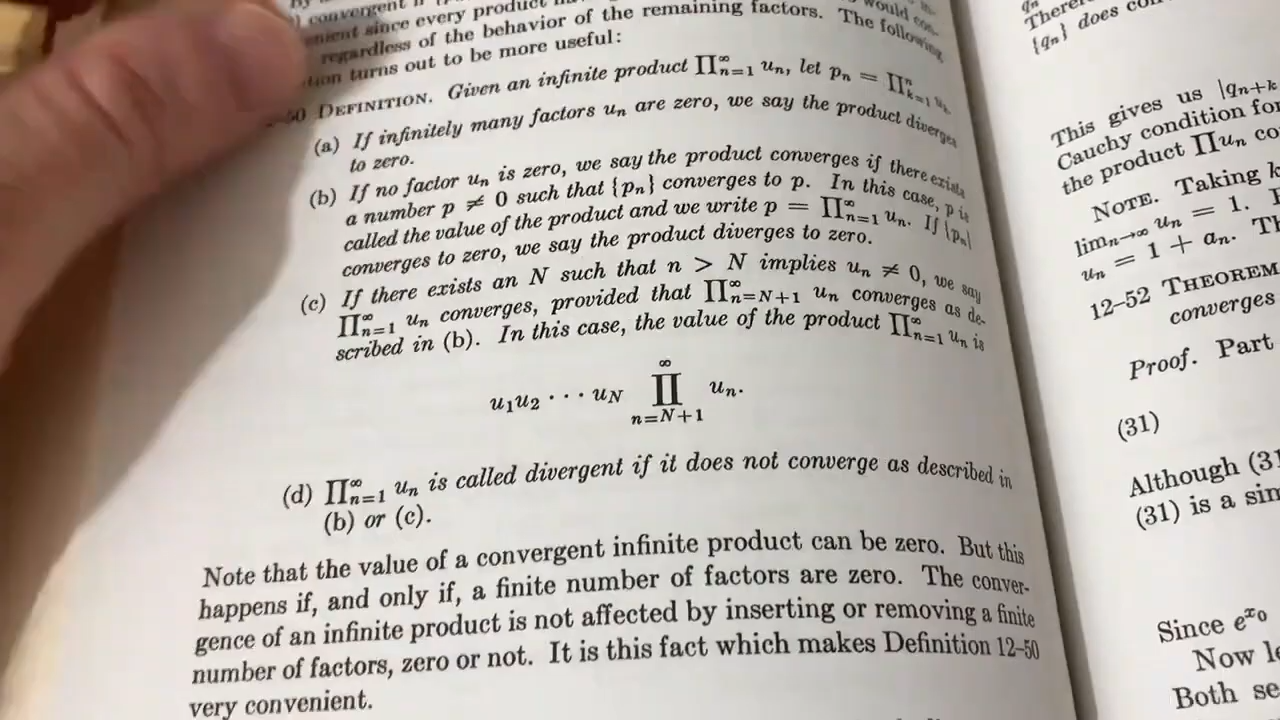 convergent
since every product
regardless of the behavior of the remaining factors. The following
turns out to be more useful:
DEFINITION. Given an infinite product ∏ₙ₌₁^∞ uₙ, let pₙ = ∏ₖ₌₁ⁿ uₖ.
(a) If infinitely many factors uₙ are zero, we say the product diverges
to zero.
(b) If no factor uₙ is zero, we say the product converges if there exists
a number p ≠ 0 such that {pₙ} converges to p. In this case, p is
called the value of the product and we write p = ∏ₙ₌₁^∞ uₙ. If {pₙ}
converges to zero, we say the product diverges to zero.
(c) If there exists an N such that n > N implies uₙ ≠ 0, we say
∏ₙ₌₁^∞ uₙ converges, provided that ∏ₙ₌N₊₁^∞ uₙ converges as de-
scribed in (b). In this case, the value of the product ∏ₙ₌₁^∞ uₙ is
u₁u₂ · · · u_N ∏ₙ₌N₊₁^∞ uₙ.
(d) ∏ₙ₌₁^∞ uₙ is called divergent if it does not converge as described in
(b) or (c).
Note that the value of a convergent infinite product can be zero. But this
happens if, and only if, a finite number of factors are zero. The conver-
gence of an infinite product is not affected by inserting or removing a finite
number of factors, zero or not. It is this fact which makes Definition 12–50
very convenient.
{qₙ} does
This gives us |qₙ₊ₖ
Cauchy condition for
the product ∏uₙ
NOTE. Taking
limₙ→∞ uₙ = 1.
uₙ = 1 + aₙ.
12–52 THEOREM
converges
Proof. Part
(31)
Although
(31) is a
Since e^x₀
Now
Both